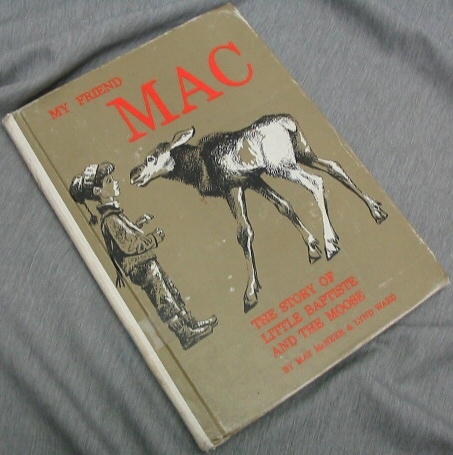 MY FRIEND
MAC
THE STORY OF
LITTLE BAPTISTE
AND THE MOOSE
BY MAY McNEER & LYND WARD